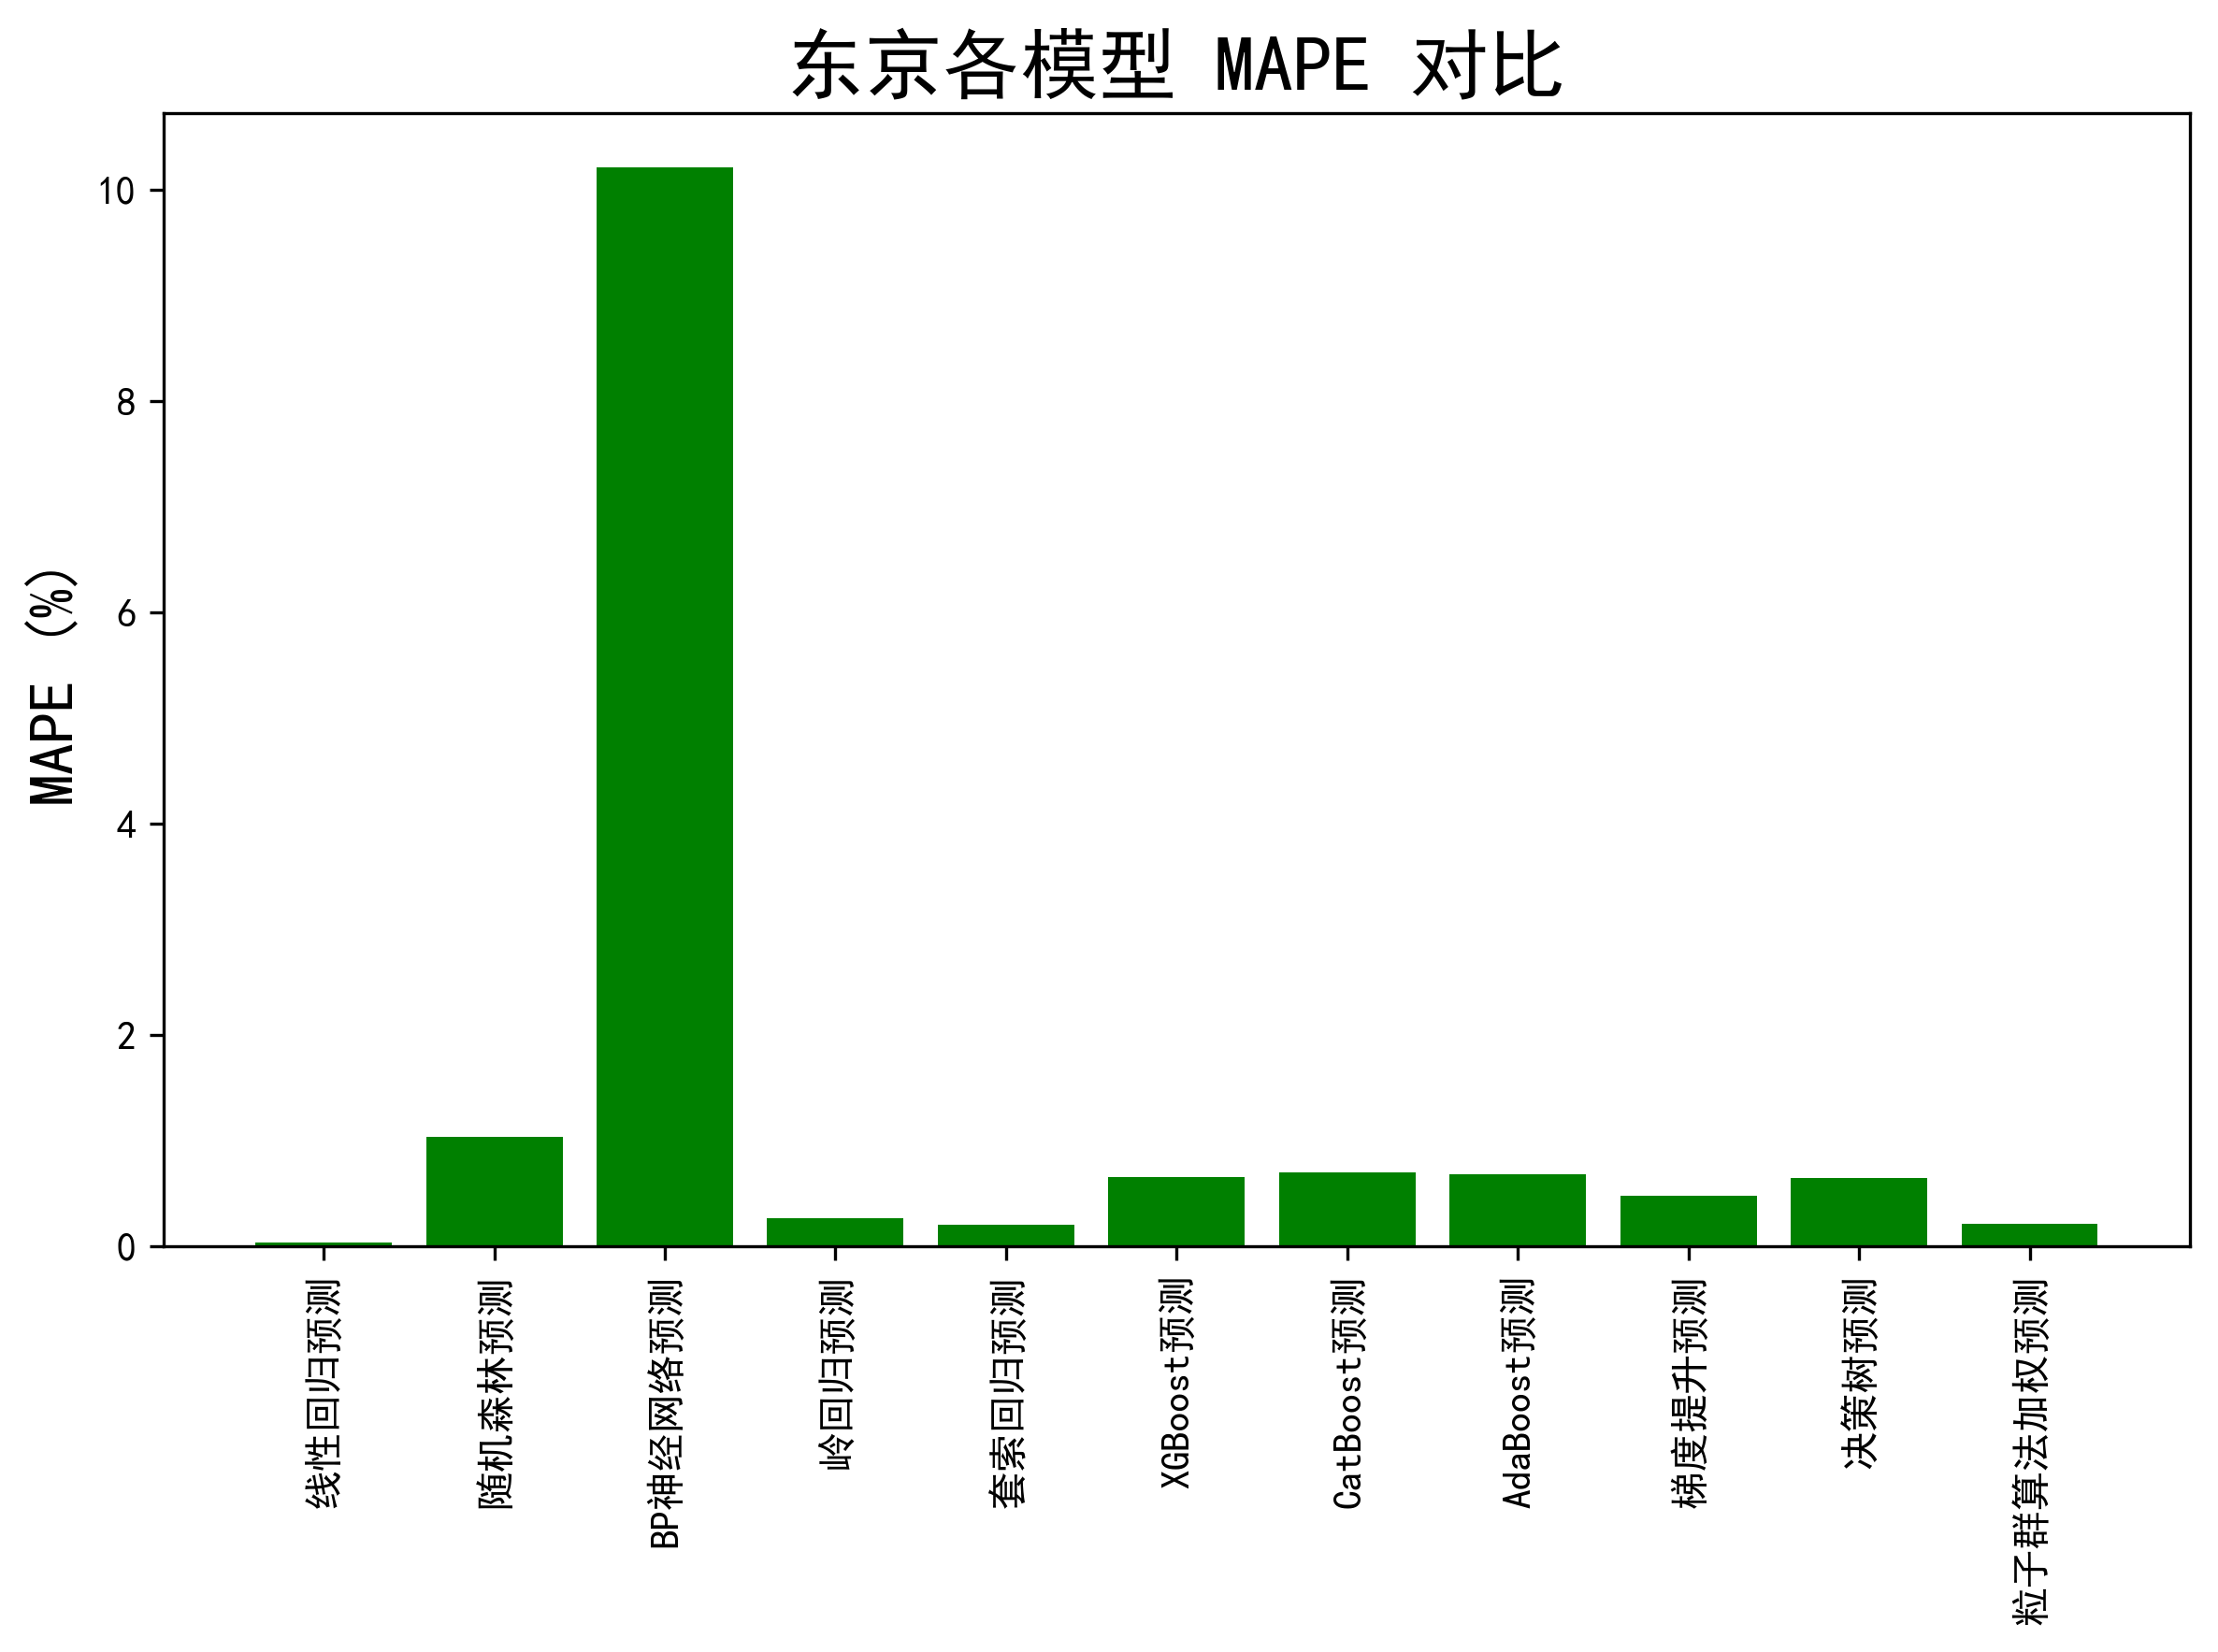 东京各模型 MAPE 对比
MAPE (%)
10
8
6
4
2
0
线性回归预测
随机森林预测
BP神经网络预测
岭回归预测
套索回归预测
XGBoost预测
CatBoost预测
AdaBoost预测
梯度提升预测
决策树预测
粒子群算法加权预测